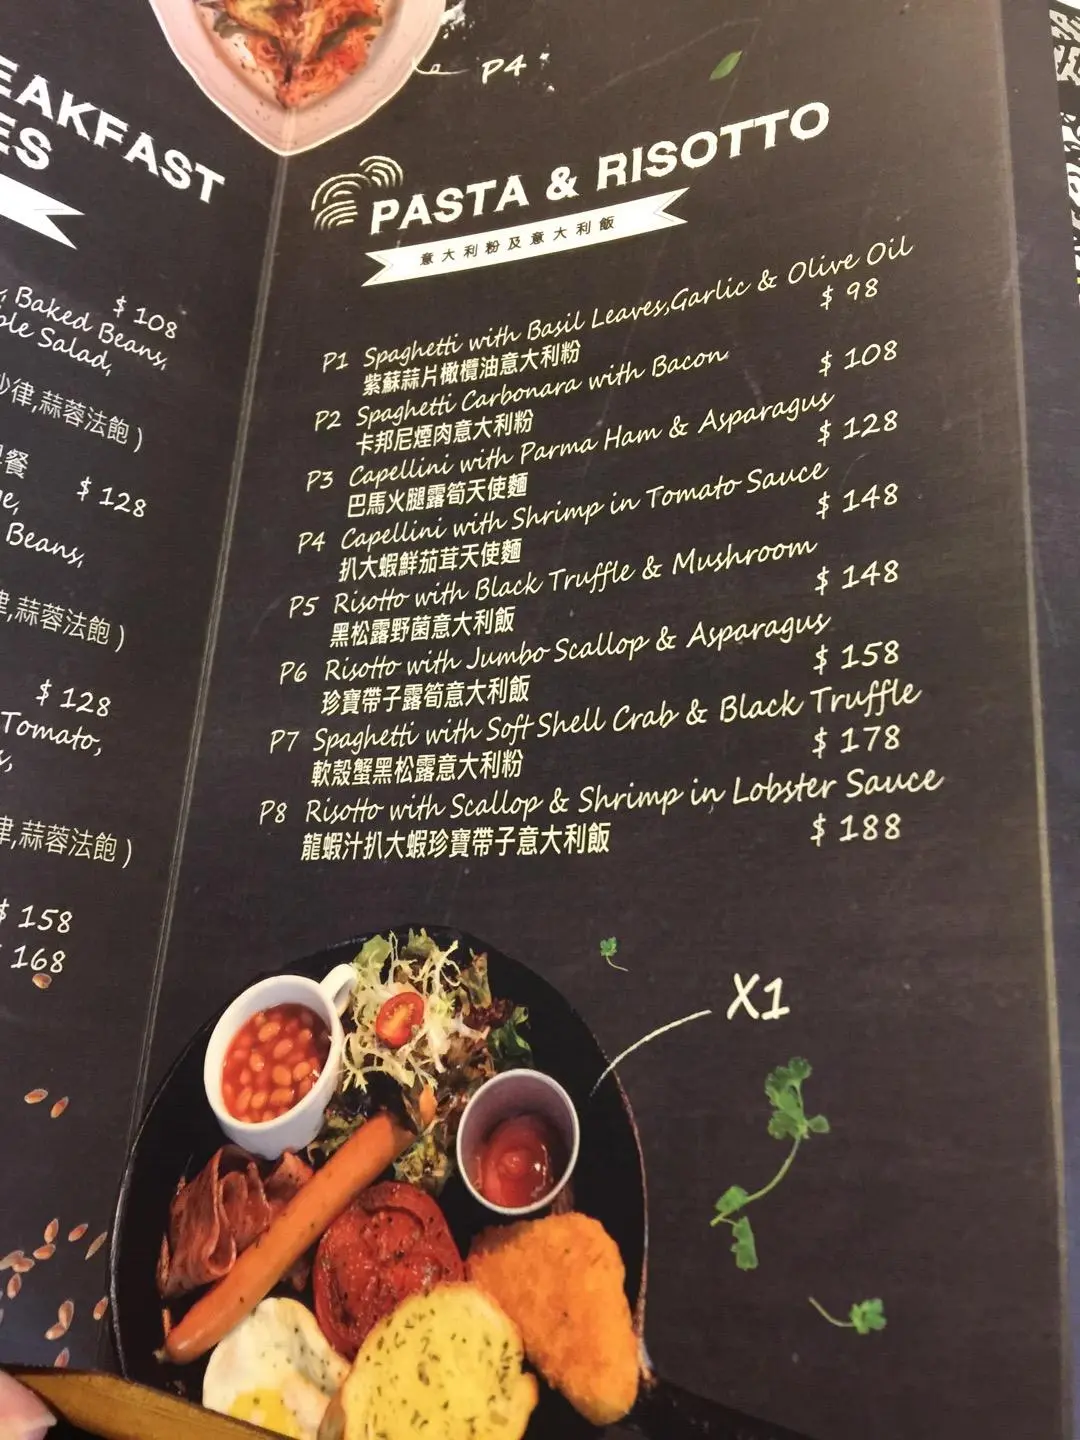 P4
EAKFAST
ES
$ 108
Baked Beans,
ble Salad,
律,蒜蓉法飽 )
餐
$ 128
e,
Beans,
律,蒜蓉法飽 )
$ 128
Tomato,
s,
律,蒜蓉法飽 )
$ 158
168
PASTA & RISOTTO
意大利粉及意大利飯
P1 Spaghetti with Basil Leaves,Garlic & Olive Oil
紫蘇蒜片橄欖油意大利粉 $ 98
P2 Spaghetti Carbonara with Bacon
卡邦尼煙肉意大利粉 $ 108
P3 Capellini with Parma Ham & Asparagus
巴馬火腿露筍天使麵 $ 128
P4 Capellini with Shrimp in Tomato Sauce
扒大蝦鮮茄茸天使麵 $ 148
P5 Risotto with Black Truffle & Mushroom
黑松露野菌意大利飯 $ 148
P6 Risotto with Jumbo Scallop & Asparagus
珍寶帶子露筍意大利飯 $ 158
P7 Spaghetti with Soft Shell Crab & Black Truffle
軟殼蟹黑松露意大利粉 $ 178
P8 Risotto with Scallop & Shrimp in Lobster Sauce
龍蝦汁扒大蝦珍寶帶子意大利飯 $ 188
X1